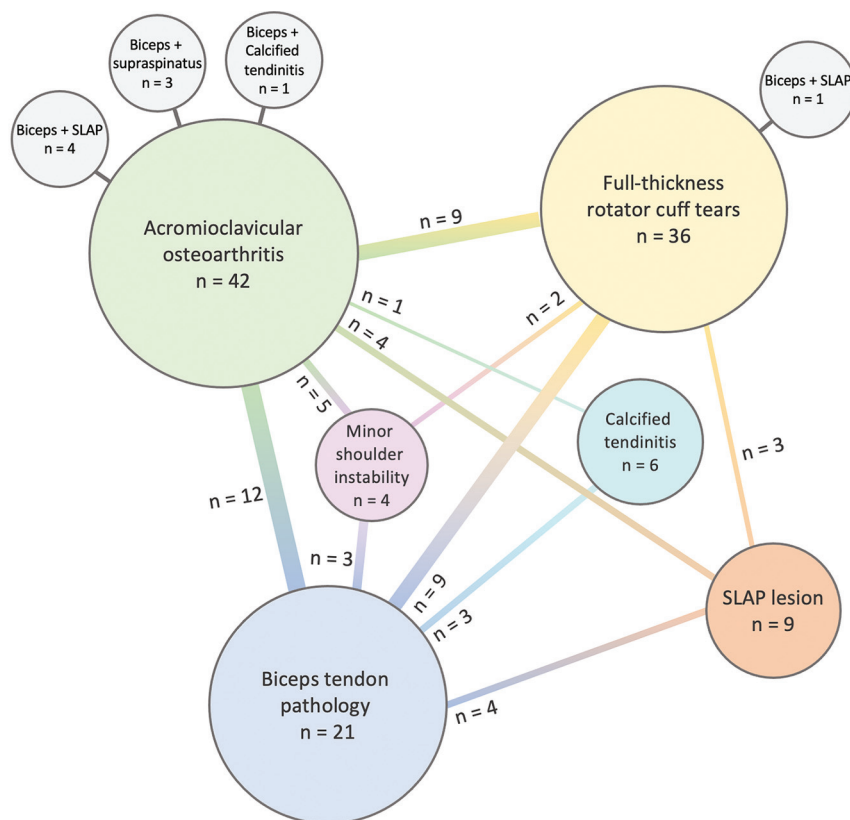 Biceps +
supraspinatus
n = 3
Biceps +
Calcified
tendinitis
n = 1
Biceps + SLAP
n = 4
Biceps + SLAP
n = 1
Acromioclavicular
osteoarthritis
n = 42
Full-thickness
rotator cuff tears
n = 36
n = 9
n = 1
n = 2
n = 4
n = 5
Minor
shoulder
instability
n = 4
Calcified
tendinitis
n = 6
n = 3
n = 12
n = 3
n = 9
n = 3
SLAP lesion
n = 9
Biceps tendon
pathology
n = 21
n = 4